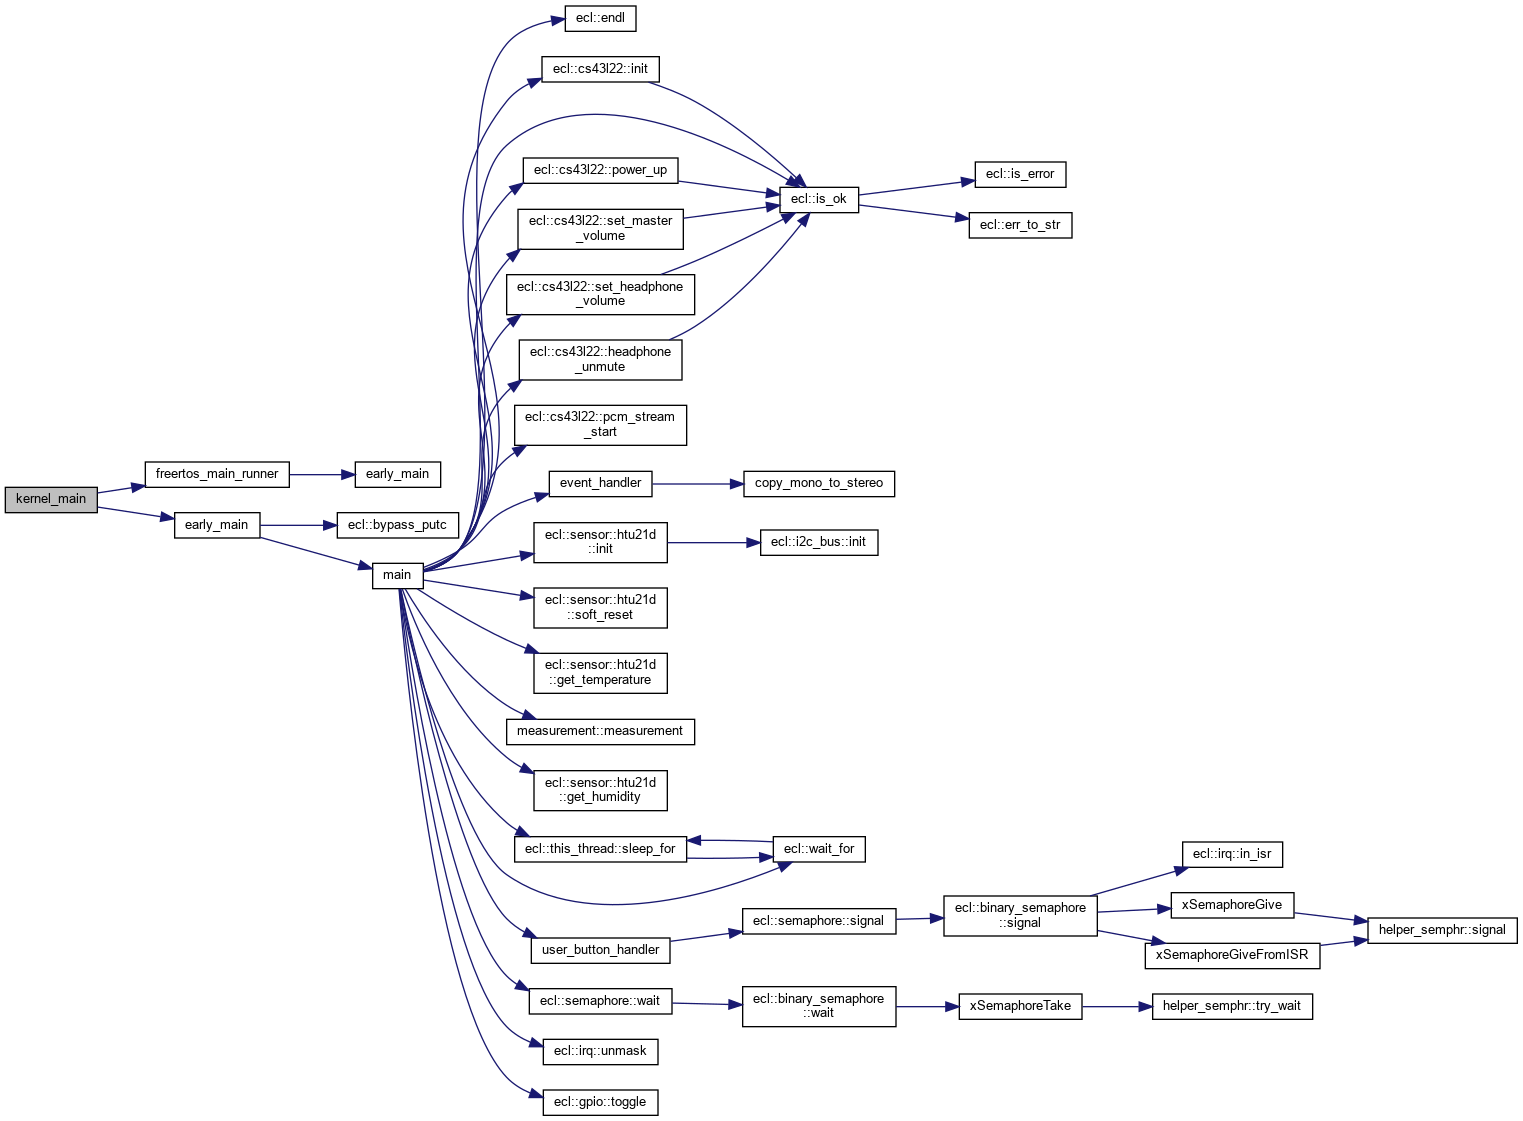 ecl::endl
ecl::cs43l22::init
ecl::cs43l22::power_up
ecl::is_error
ecl::is_ok
ecl::cs43l22::set_master
_volume
ecl::err_to_str
ecl::cs43l22::set_headphone
_volume
ecl::cs43l22::headphone
_unmute
ecl::cs43l22::pcm_stream
_start
freertos_main_runner
early_main
event_handler
copy_mono_to_stereo
kernel_main
early_main
ecl::bypass_putc
ecl::sensor::htu21d
::init
ecl::i2c_bus::init
main
ecl::sensor::htu21d
::soft_reset
ecl::sensor::htu21d
::get_temperature
measurement::measurement
ecl::sensor::htu21d
::get_humidity
ecl::this_thread::sleep_for
ecl::wait_for
ecl::irq::in_isr
ecl::semaphore::signal
ecl::binary_semaphore
::signal
xSemaphoreGive
helper_semphr::signal
user_button_handler
xSemaphoreGiveFromISR
ecl::semaphore::wait
ecl::binary_semaphore
::wait
xSemaphoreTake
helper_semphr::try_wait
ecl::irq::unmask
ecl::gpio::toggle